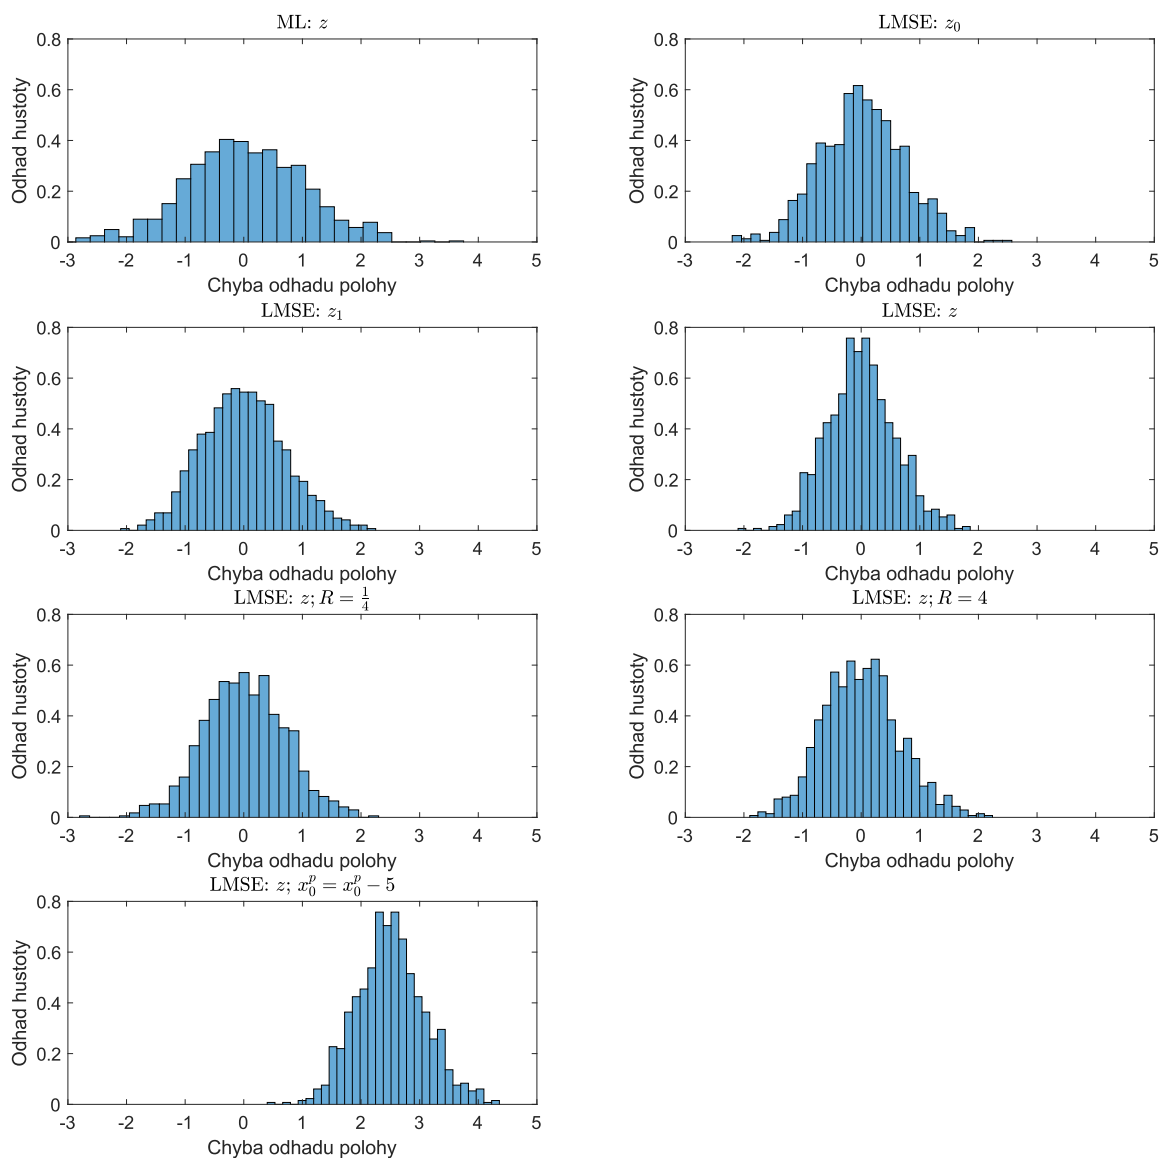 ML: z
0.8
0.6
0.4
0.2
0
Odhad hustoty
-3 -2 -1 0 1 2 3 4 5
Chyba odhadu polohy
LMSE: z₀
0.8
0.6
0.4
0.2
0
Odhad hustoty
-3 -2 -1 0 1 2 3 4 5
Chyba odhadu polohy
LMSE: z₁
0.8
0.6
0.4
0.2
0
Odhad hustoty
-3 -2 -1 0 1 2 3 4 5
Chyba odhadu polohy
LMSE: z
0.8
0.6
0.4
0.2
0
Odhad hustoty
-3 -2 -1 0 1 2 3 4 5
Chyba odhadu polohy
LMSE: z; R = 1/4
0.8
0.6
0.4
0.2
0
Odhad hustoty
-3 -2 -1 0 1 2 3 4 5
Chyba odhadu polohy
LMSE: z; R = 4
0.8
0.6
0.4
0.2
0
Odhad hustoty
-3 -2 -1 0 1 2 3 4 5
Chyba odhadu polohy
LMSE: z; x₀ᵖ = x₀ᵖ − 5
0.8
0.6
0.4
0.2
0
Odhad hustoty
-3 -2 -1 0 1 2 3 4 5
Chyba odhadu polohy